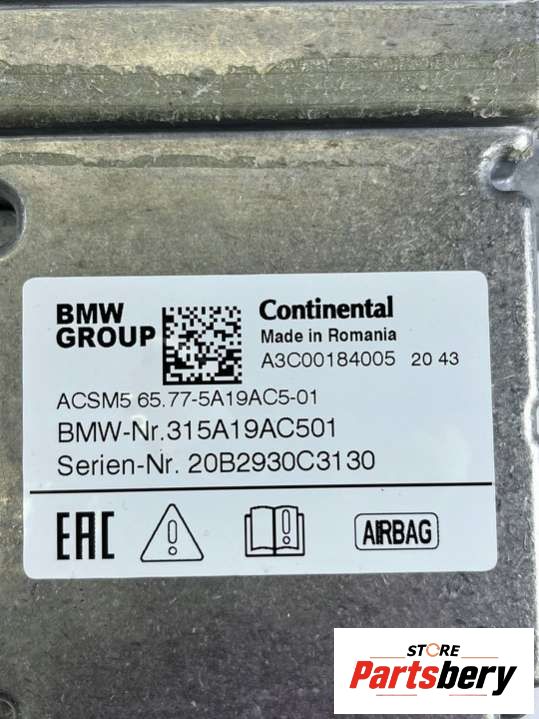 BMW
GROUP
Continental
Made in Romania
A3C00184005 20 43
ACSM5 65.77-5A19AC5-01
BMW-Nr.315A19AC501
Serien-Nr. 20B2930C3130
EAC
AIRBAG
STORE
Partsbery